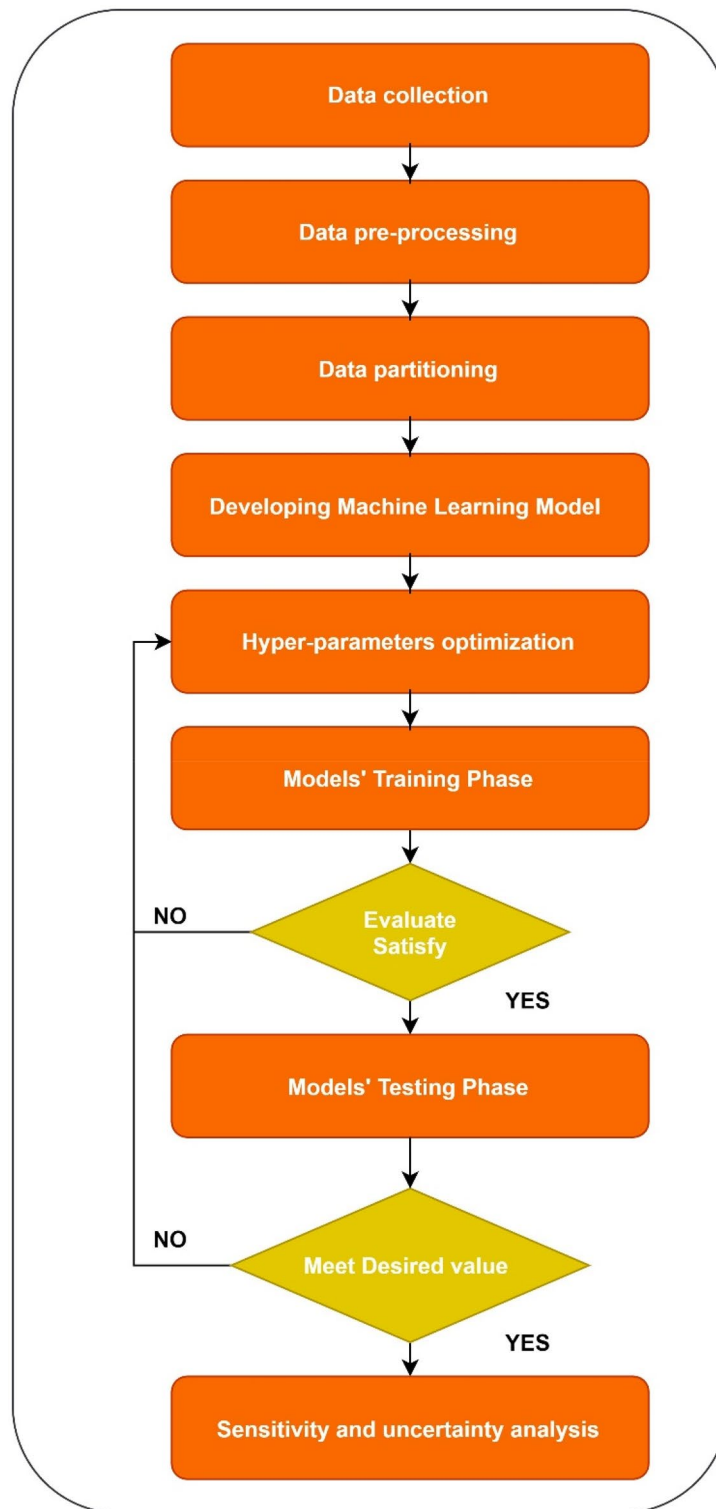 Data collection
Data pre-processing
Data partitioning
Developing Machine Learning Model
Hyper-parameters optimization
Models' Training Phase
Evaluate
Satisfy
NO
YES
Models' Testing Phase
NO
Meet Desired value
YES
Sensitivity and uncertainty analysis